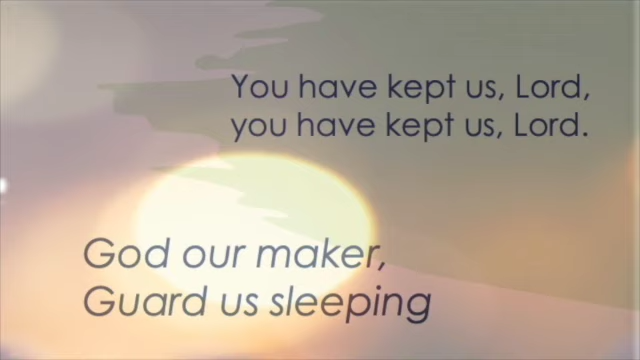 You have kept us, Lord,
you have kept us, Lord.
God our maker,
Guard us sleeping